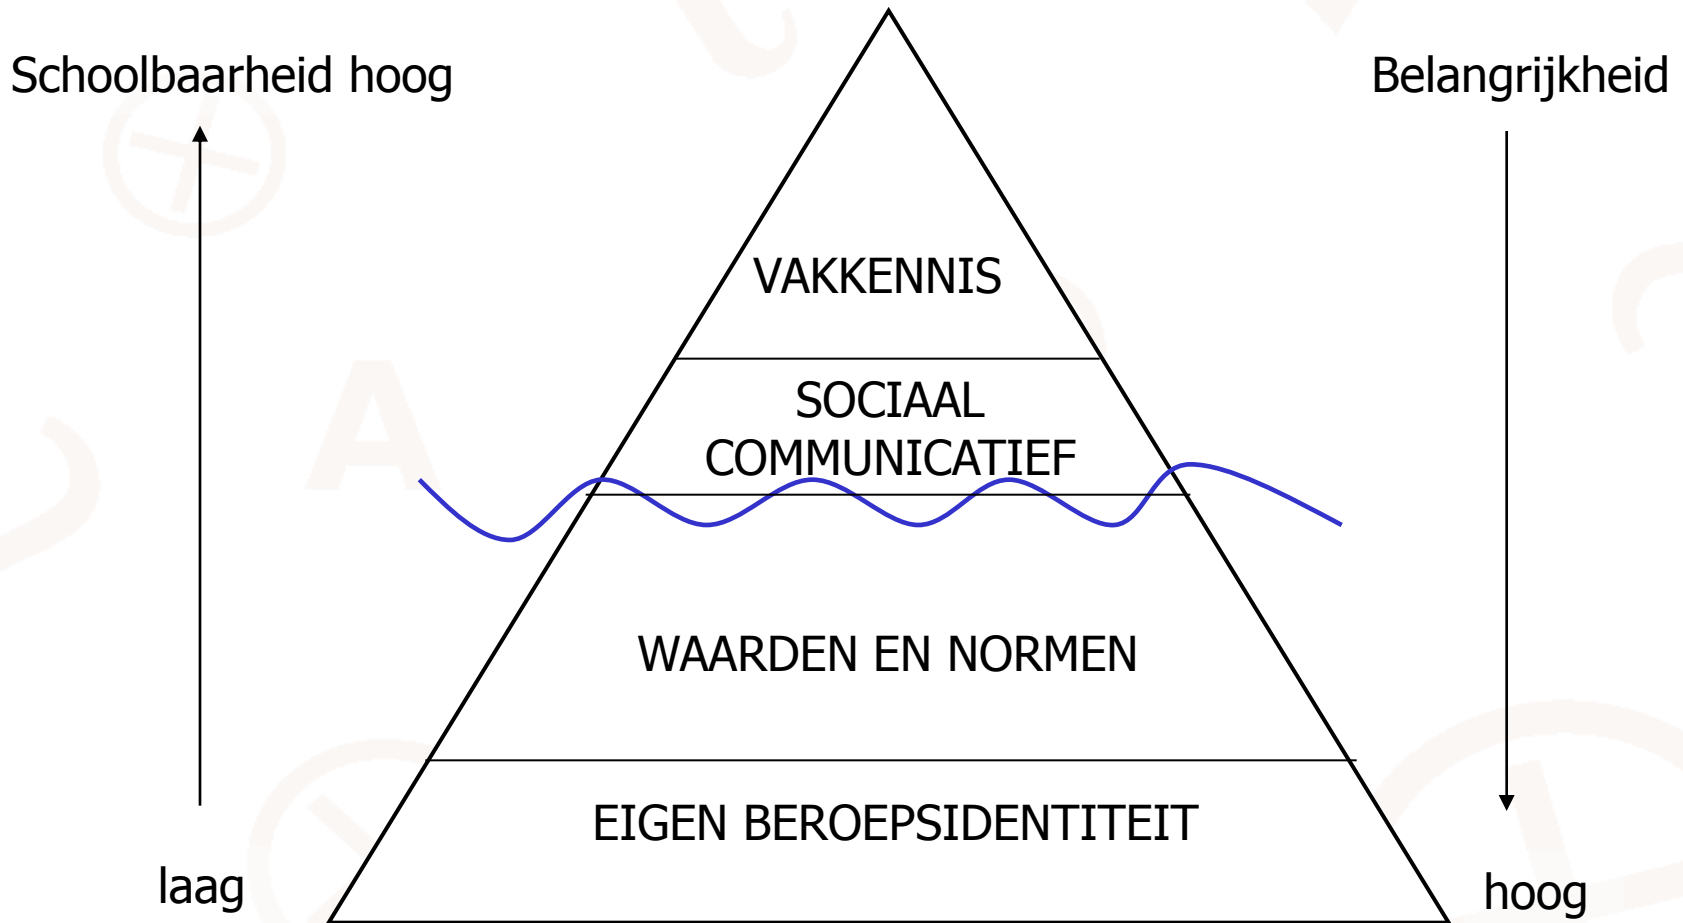 Schoolbaarheid hoog
Belangrijkheid
VAKKENNIS
SOCIAAL
COMMUNICATIEF
WAARDEN EN NORMEN
EIGEN BEROEPSIDENTITEIT
laag
hoog